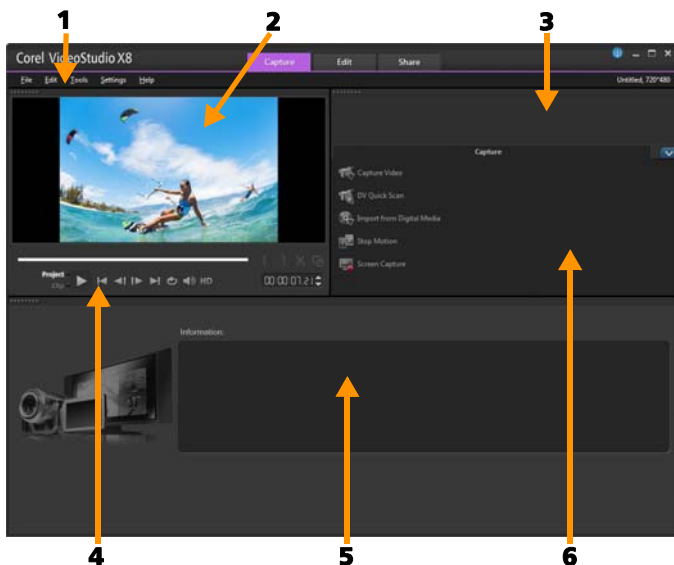 1 2 3
Corel VideoStudio X8
Capture Edit Share
File Edit Tools Settings Help
Untitled, 720*480
Capture
Capture Video
DV Quick Scan
Import from Digital Media
Stop Motion
Screen Capture
Project
Clip
HD
00:00:07.21
Information:
4 5 6